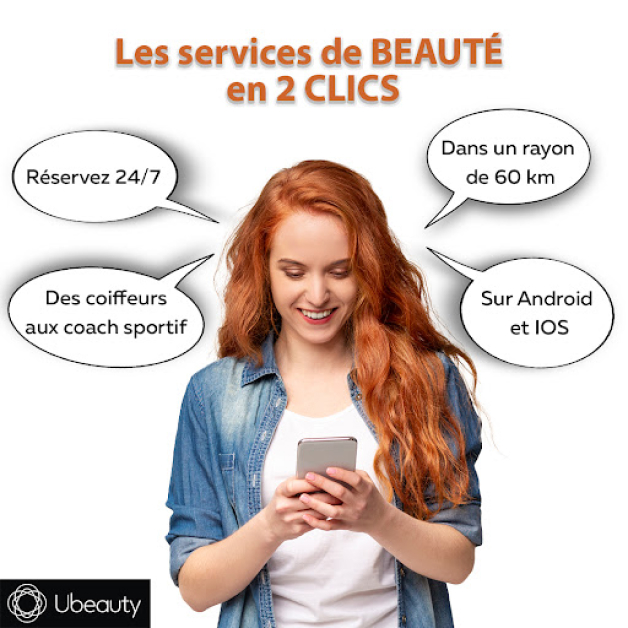 Les services de BEAUTÉ
en 2 CLICS
Réservez 24/7
Dans un rayon
de 60 km
Des coiffeurs
aux coach sportif
Sur Android
et IOS
Ubeauty